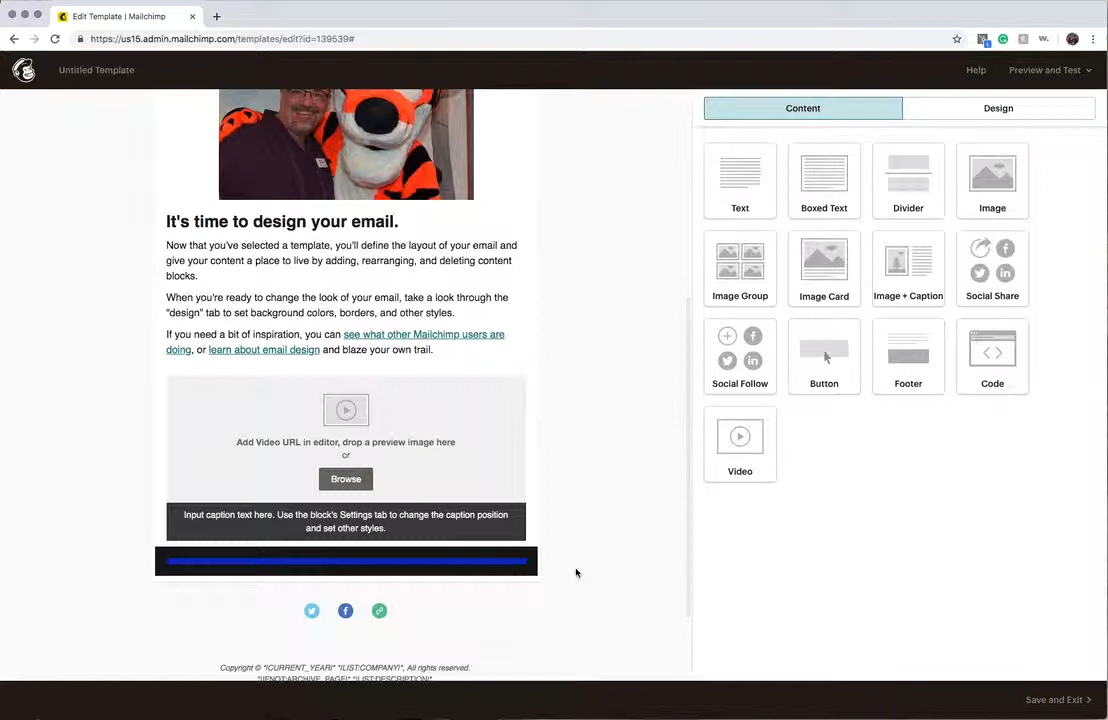 Edit Template | Mailchimp
https://us15.admin.mailchimp.com/templates/edit?id=139539#
Untitled Template
Help
Preview and Test
It's time to design your email.
Now that you've selected a template, you'll define the layout of your email and
give your content a place to live by adding, rearranging, and deleting content
blocks.
When you're ready to change the look of your email, take a look through the
"design" tab to set background colors, borders, and other styles.
If you need a bit of inspiration, you can see what other Mailchimp users are
doing, or learn about email design and blaze your own trail.
Add Video URL in editor, drop a preview image here
or
Browse
Input caption text here. Use the block's Settings tab to change the caption position
and set other styles.
Copyright © *|CURRENT_YEAR|* *|LIST:COMPANY|*, All rights reserved.
*|IFNOT:ARCHIVE_PAGE|* *|LIST:DESCRIPTION|*
Content
Design
Text
Boxed Text
Divider
Image
Image Group
Image Card
Image + Caption
Social Share
Social Follow
Button
Footer
Code
Video
Save and Exit